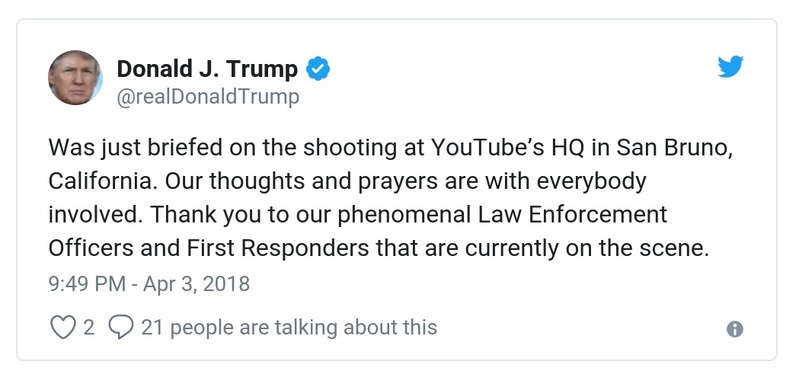 Donald J. Trump
@realDonaldTrump
Was just briefed on the shooting at YouTube’s HQ in San Bruno,
California. Our thoughts and prayers are with everybody
involved. Thank you to our phenomenal Law Enforcement
Officers and First Responders that are currently on the scene.
9:49 PM - Apr 3, 2018
2 21 people are talking about this